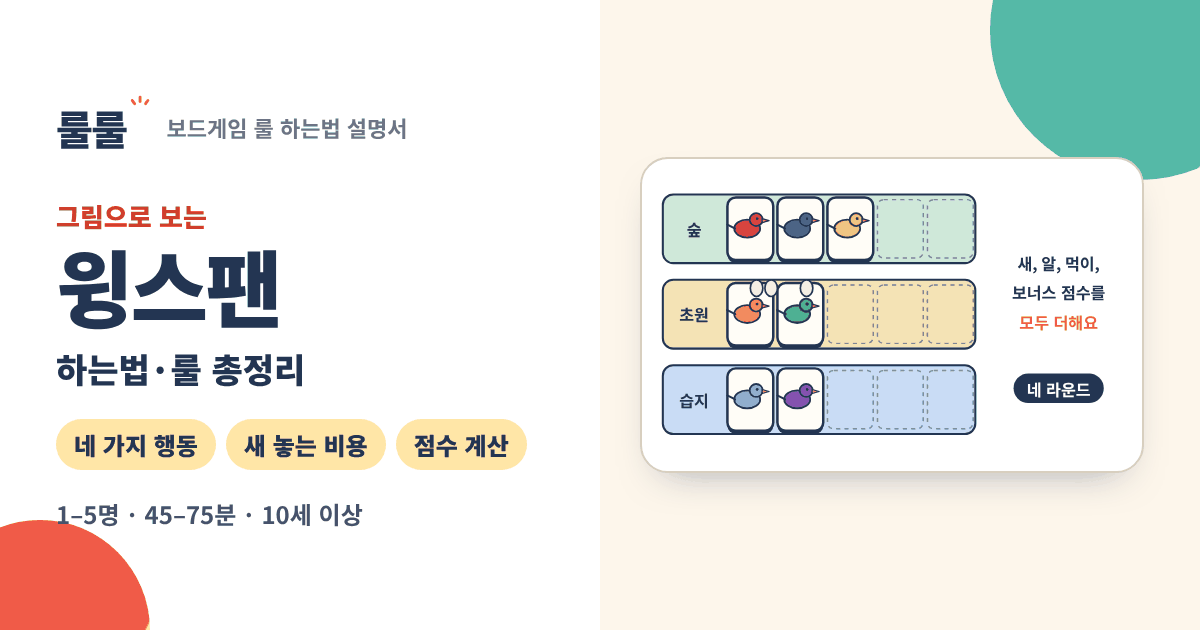 룰룰
보드게임 룰 하는법 설명서
그림으로 보는
윙스팬
하는법·룰 총정리
네 가지 행동
새 놓는 비용
점수 계산
1–5명 · 45–75분 · 10세 이상
숲
초원
습지
새, 알, 먹이,
보너스 점수를
모두 더해요
네 라운드